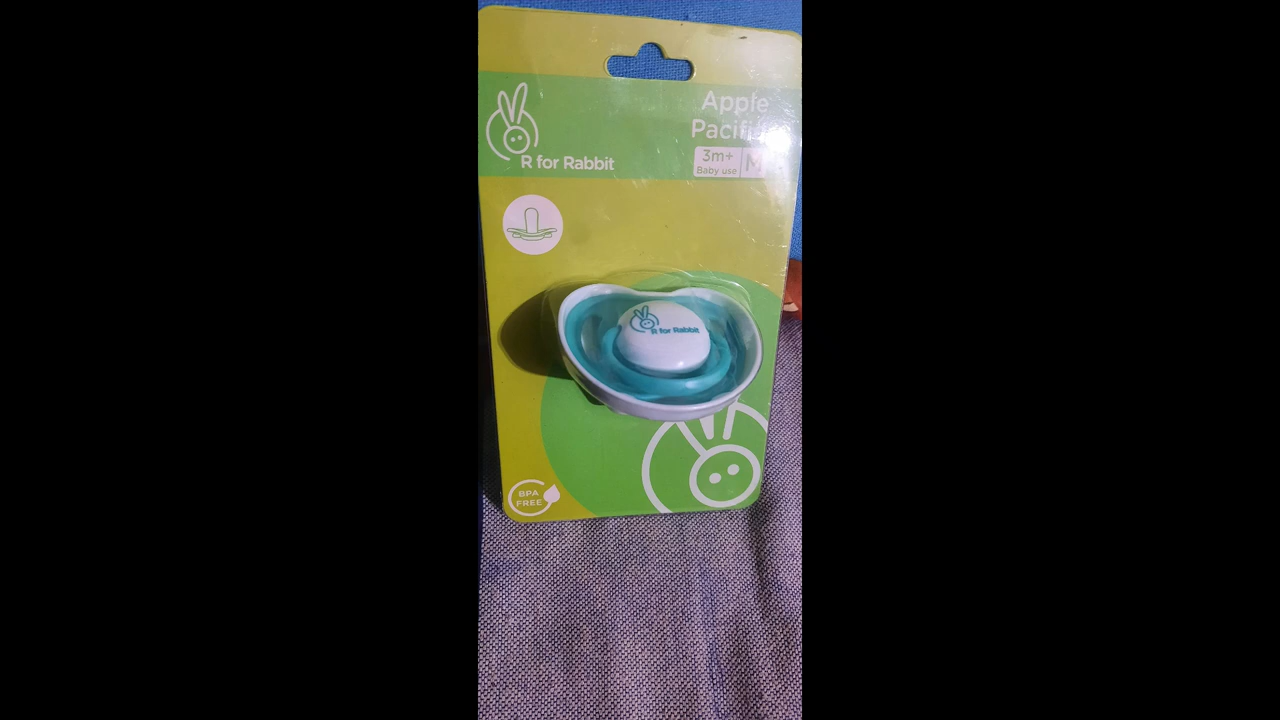 Apple
R for Rabbit
3m+
Baby use
M
R for Rabbit
BPA
FREE